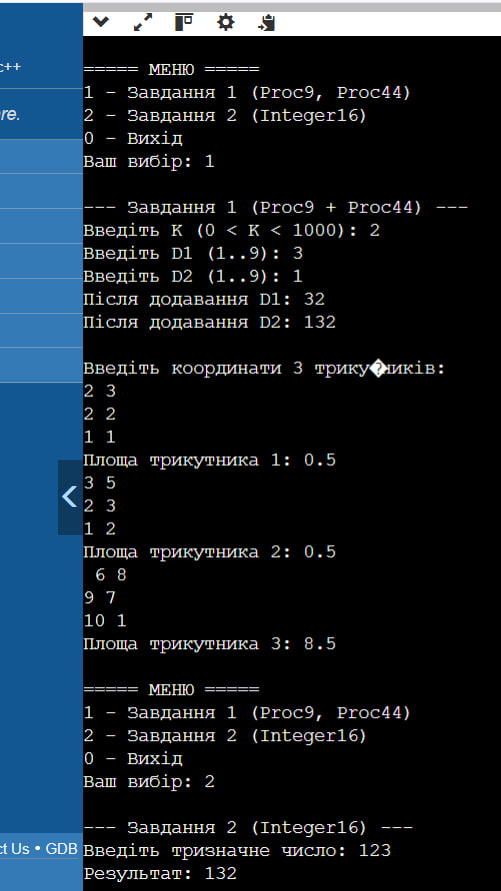 c++
re.
===== МЕНЮ =====
1 – Завдання 1 (Proc9, Proc44)
2 – Завдання 2 (Integer16)
0 – Вихід
Ваш вибір: 1
--- Завдання 1 (Proc9 + Proc44) ---
Введіть K (0 < K < 1000): 2
Введіть D1 (1..9): 3
Введіть D2 (1..9): 1
Після додавання D1: 32
Після додавання D2: 132
Введіть координати 3 трику�ників:
2 3
2 2
1 1
Площа трикутника 1: 0.5
3 5
2 3
1 2
Площа трикутника 2: 0.5
6 8
9 7
10 1
Площа трикутника 3: 8.5
===== МЕНЮ =====
1 – Завдання 1 (Proc9, Proc44)
2 – Завдання 2 (Integer16)
0 – Вихід
Ваш вибір: 2
--- Завдання 2 (Integer16) ---
Введіть тризначне число: 123
Результат: 132
ct Us • GDB